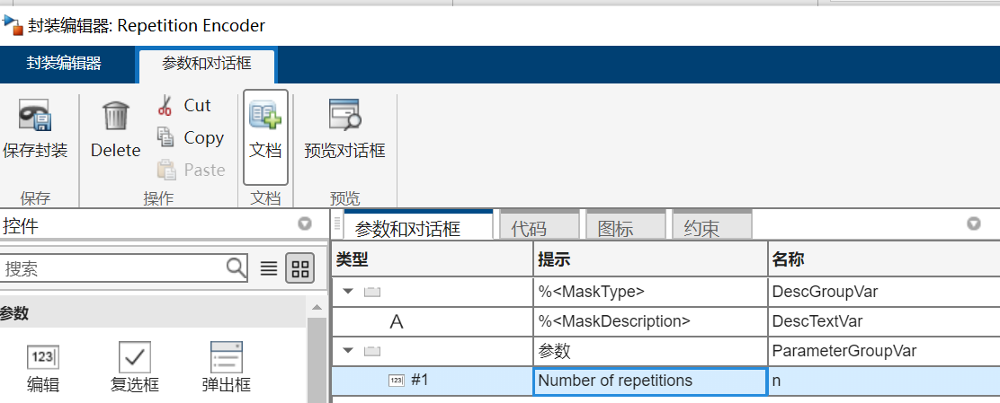 封装编辑器: Repetition Encoder
封装编辑器 参数和对话框
保存封装
Delete
Cut
Copy
Paste
文档
预览对话框
保存 操作 文档 预览
控件
参数和对话框 代码 图标 约束
搜索
类型 提示 名称
%<MaskType> DescGroupVar
参数
A %<MaskDescription> DescTextVar
参数 ParameterGroupVar
123 编辑
复选框
弹出框
123 #1 Number of repetitions n